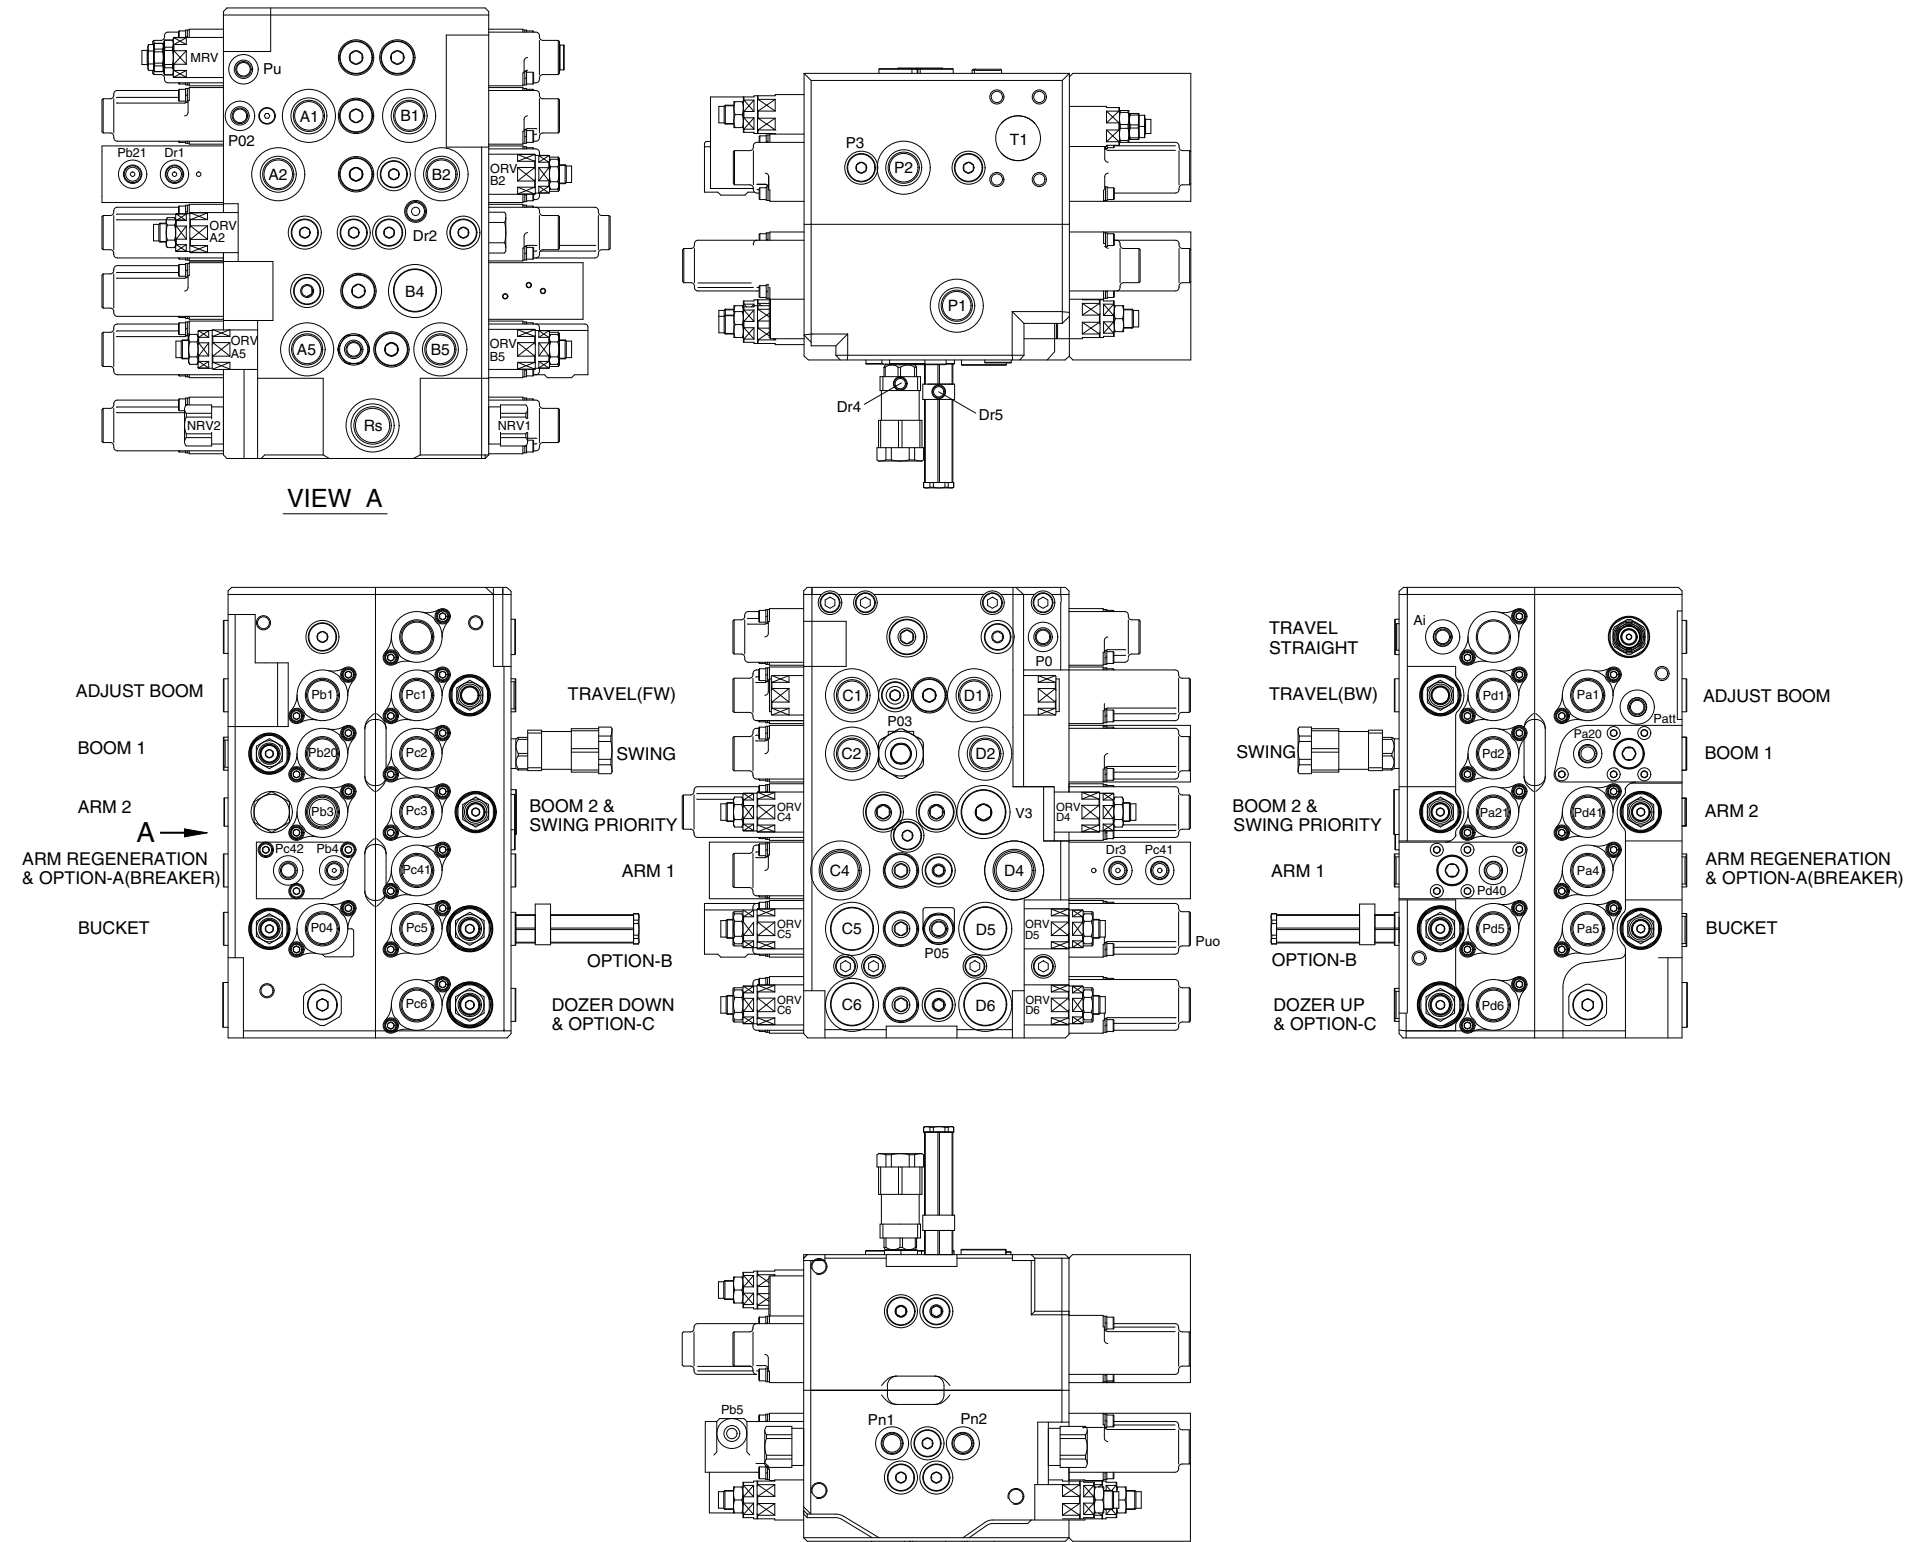 MRV
Pu
P02
A1
B1
Pb21 Dr1
A2
B2
ORV
B2
ORV
A2
Dr2
B4
ORV
A5
A5
B5
ORV
B5
NRV2
Rs
NRV1
VIEW A
P3
P2
T1
P1
Dr4
Dr5
ADJUST BOOM
BOOM 1
ARM 2
A
ARM REGENERATION
& OPTION-A(BREAKER)
BUCKET
Pb1
Pc1
Pb20
Pc2
Pb3
Pc3
Pc42 Pb4
Pc41
P04
Pc5
Pc6
TRAVEL(FW)
SWING
BOOM 2 &
SWING PRIORITY
ARM 1
OPTION-B
DOZER DOWN
& OPTION-C
P0
C1
D1
P03
C2
D2
ORV
C4
V3
ORV
D4
C4
D4
Dr3 Pc41
ORV
C5
C5
P05
D5
ORV
D5
Puo
ORV
C6
C6
D6
ORV
D6
TRAVEL
STRAIGHT
TRAVEL(BW)
SWING
BOOM 2 &
SWING PRIORITY
ARM 1
OPTION-B
DOZER UP
& OPTION-C
Ai
Pd1
Pa1
Patt
Pd2
Pa20
Pa21
Pd41
Pd40
Pa4
Pd5
Pa5
Pd6
ADJUST BOOM
BOOM 1
ARM 2
ARM REGENERATION
& OPTION-A(BREAKER)
BUCKET
Pb5
Pn1
Pn2